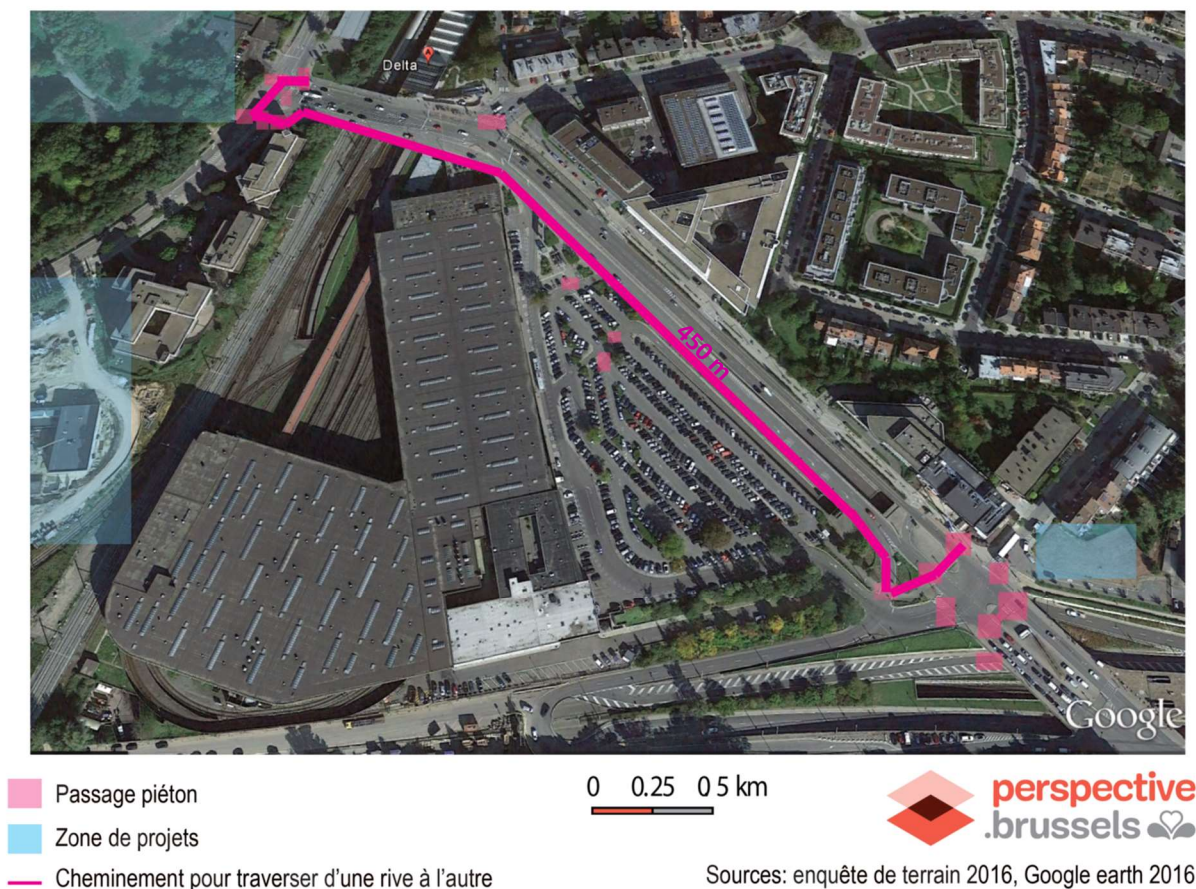 Delta
450 m
Google
Passage piéton
Zone de projets
Cheminement pour traverser d'une rive à l'autre
0 0.25 0 5 km
perspective
.brussels
Sources: enquête de terrain 2016, Google earth 2016